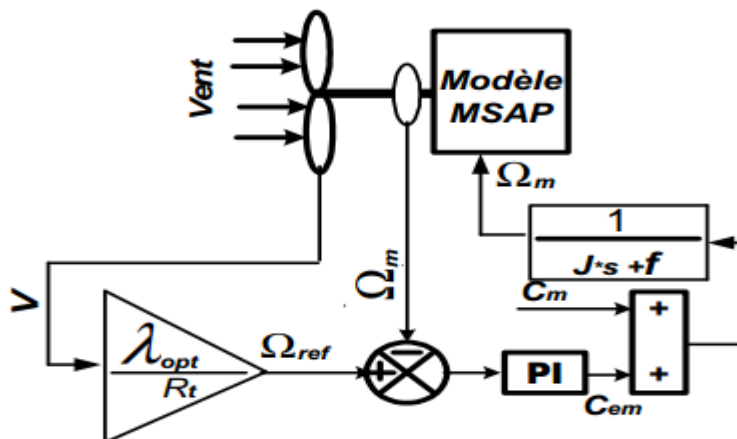 Vent
Modèle
MSAP
Ωm
1
J*s +f
V
λopt
Rt
Ωref
Ωm
+
−
PI
Cm
Cem
+
+